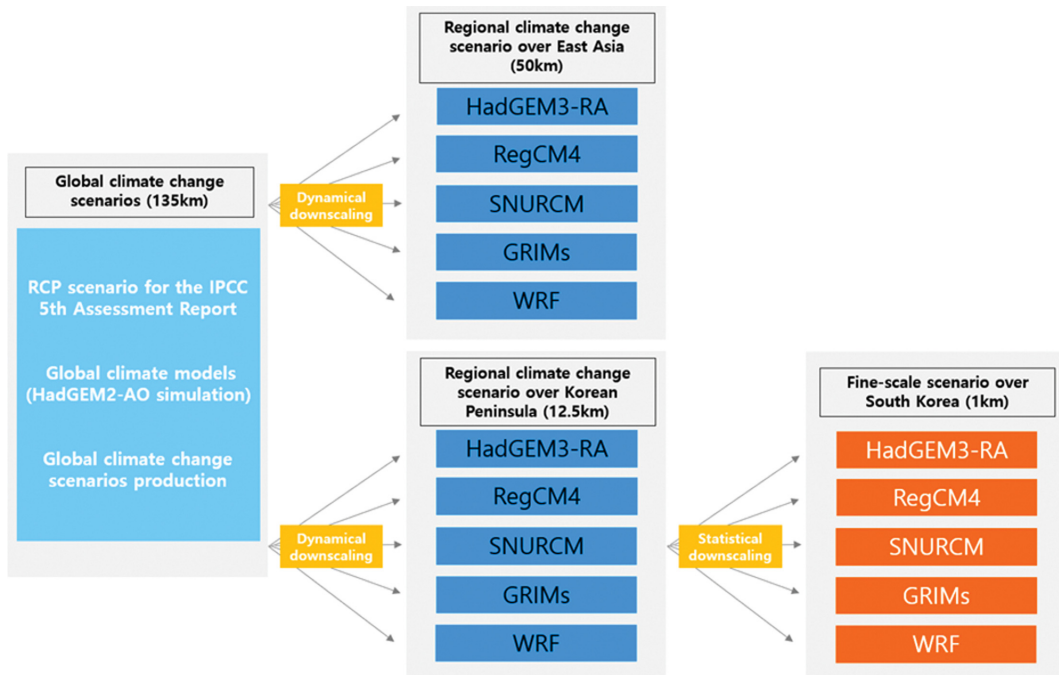 Global climate change
scenarios (135km)
RCP scenario for the IPCC
5th Assessment Report
Global climate models
(HadGEM2-AO simulation)
Global climate change
scenarios production
Dynamical
downscaling
Regional climate change
scenario over East Asia
(50km)
HadGEM3-RA
RegCM4
SNURCM
GRIMs
WRF
Dynamical
downscaling
Regional climate change
scenario over Korean
Peninsula (12.5km)
HadGEM3-RA
RegCM4
SNURCM
GRIMs
WRF
Statistical
downscaling
Fine-scale scenario over
South Korea (1km)
HadGEM3-RA
RegCM4
SNURCM
GRIMs
WRF